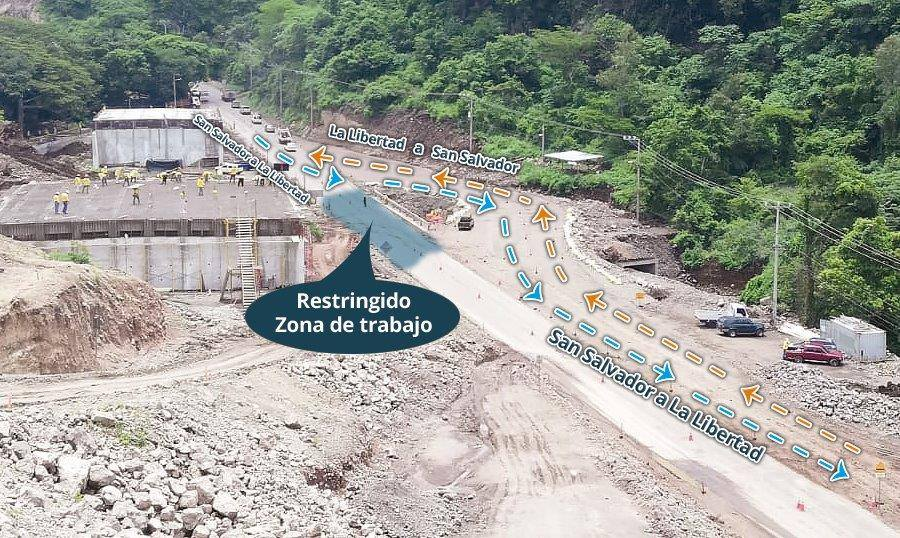 San Salvador a La Libertad
La Libertad a San Salvador
Restringido
Zona de trabajo
San Salvador a La Libertad